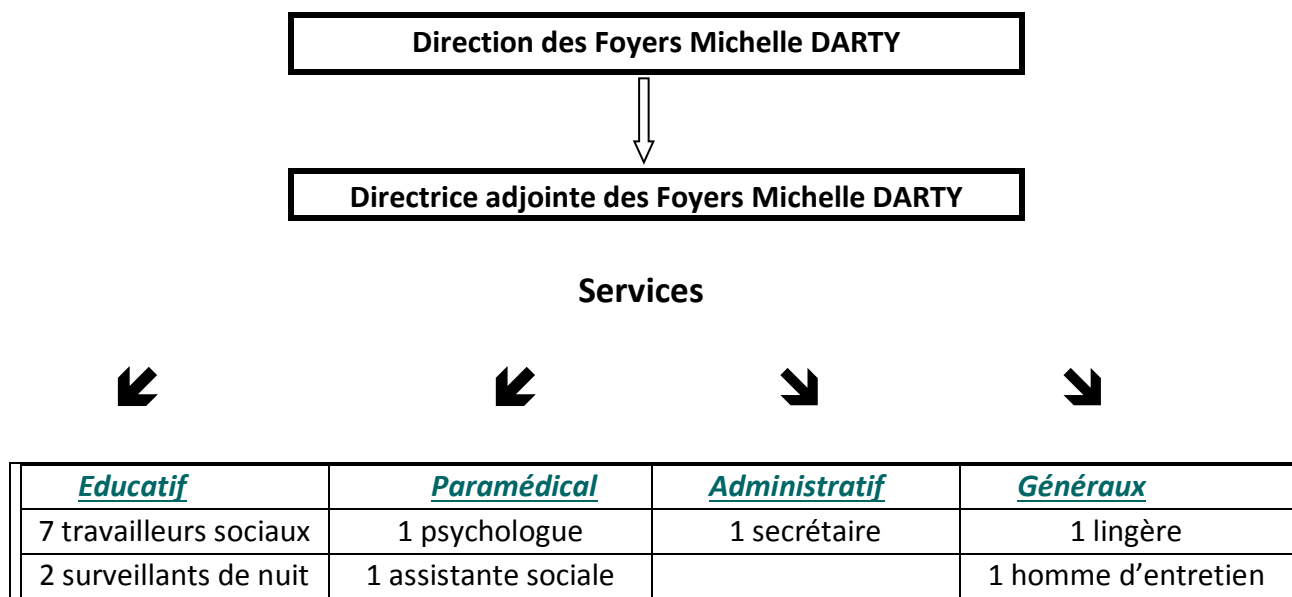 Direction des Foyers Michelle DARTY
Directrice adjointe des Foyers Michelle DARTY
Services
Educatif Paramédical Administratif Généraux
7 travailleurs sociaux 1 psychologue 1 secrétaire 1 lingère
2 surveillants de nuit 1 assistante sociale 1 homme d’entretien